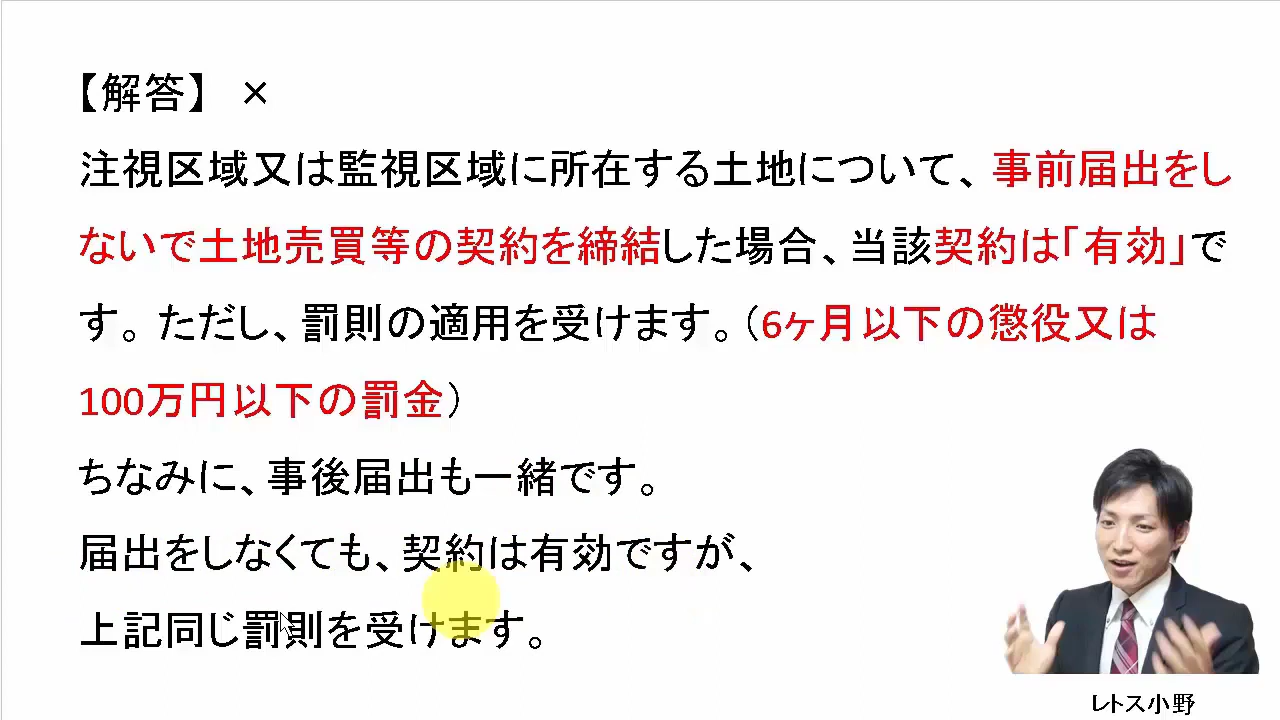 【解答】 ×
注視区域又は監視区域に所在する土地について、事前届出をし
ないで土地売買等の契約を締結した場合、当該契約は「有効」で
す。ただし、罰則の適用を受けます。（6ヶ月以下の懲役又は
100万円以下の罰金）
ちなみに、事後届出も一緒です。
届出をしなくても、契約は有効ですが、
上記同じ罰則を受けます。
レトス小野